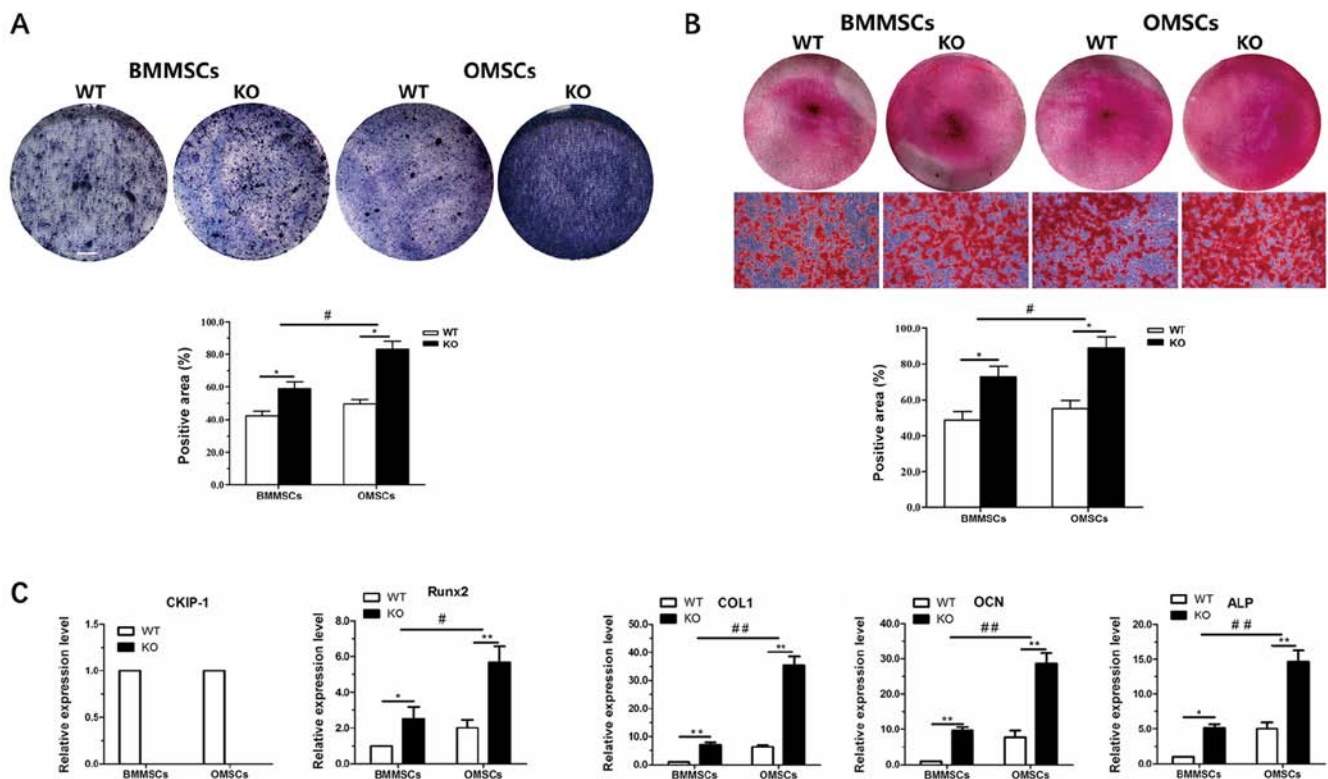 A
BMMSCs OMSCs
WT KO WT KO
#
*
*
WT
KO
Positive area (%)
100.0
80.0
60.0
40.0
20.0
0.0
BMMSCs OMSCs
B
BMMSCs OMSCs
WT KO WT KO
#
*
*
WT
KO
Positive area (%)
100.0
80.0
60.0
40.0
20.0
0.0
BMMSCs OMSCs
C
CKIP-1
WT
KO
Relative expression level
1.5
1.0
0.5
0.0
BMMSCs OMSCs
Runx2
WT
KO
#
*
**
Relative expression level
8.0
6.0
4.0
2.0
0.0
BMMSCs OMSCs
COL1
WT
KO
##
**
**
Relative expression level
50.0
40.0
30.0
20.0
10.0
0.0
BMMSCs OMSCs
OCN
WT
KO
##
**
**
Relative expression level
40.0
30.0
20.0
10.0
0.0
BMMSCs OMSCs
ALP
WT
KO
##
*
**
Relative expression level
20.0
15.0
10.0
5.0
0.0
BMMSCs OMSCs